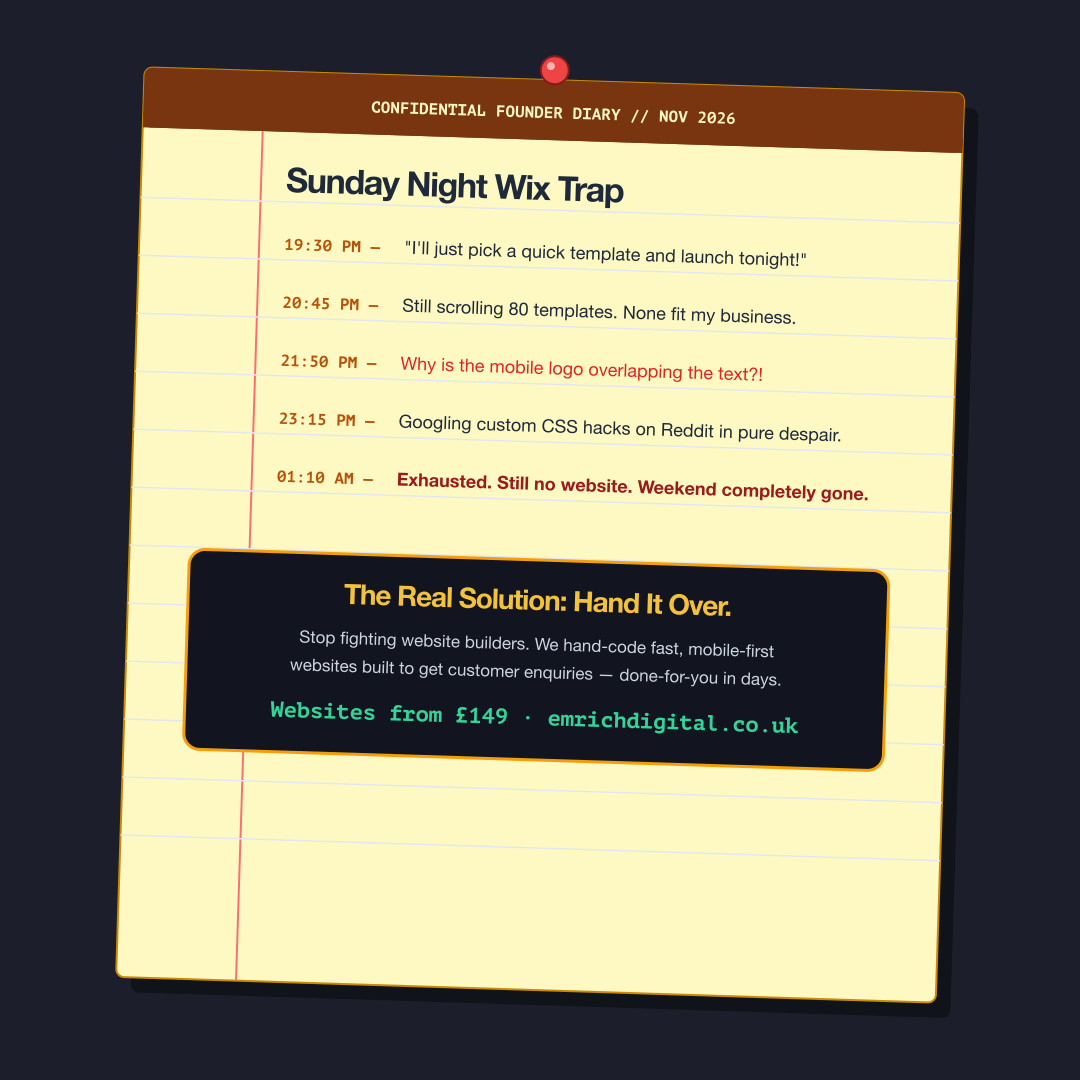 CONFIDENTIAL FOUNDER DIARY // NOV 2026
Sunday Night Wix Trap
19:30 PM – "I'll just pick a quick template and launch tonight!"
20:45 PM – Still scrolling 80 templates. None fit my business.
21:50 PM – Why is the mobile logo overlapping the text?!
23:15 PM – Googling custom CSS hacks on Reddit in pure despair.
01:10 AM – Exhausted. Still no website. Weekend completely gone.
The Real Solution: Hand It Over.
Stop fighting website builders. We hand-code fast, mobile-first
websites built to get customer enquiries — done-for-you in days.
Websites from £149 · emrichdigital.co.uk